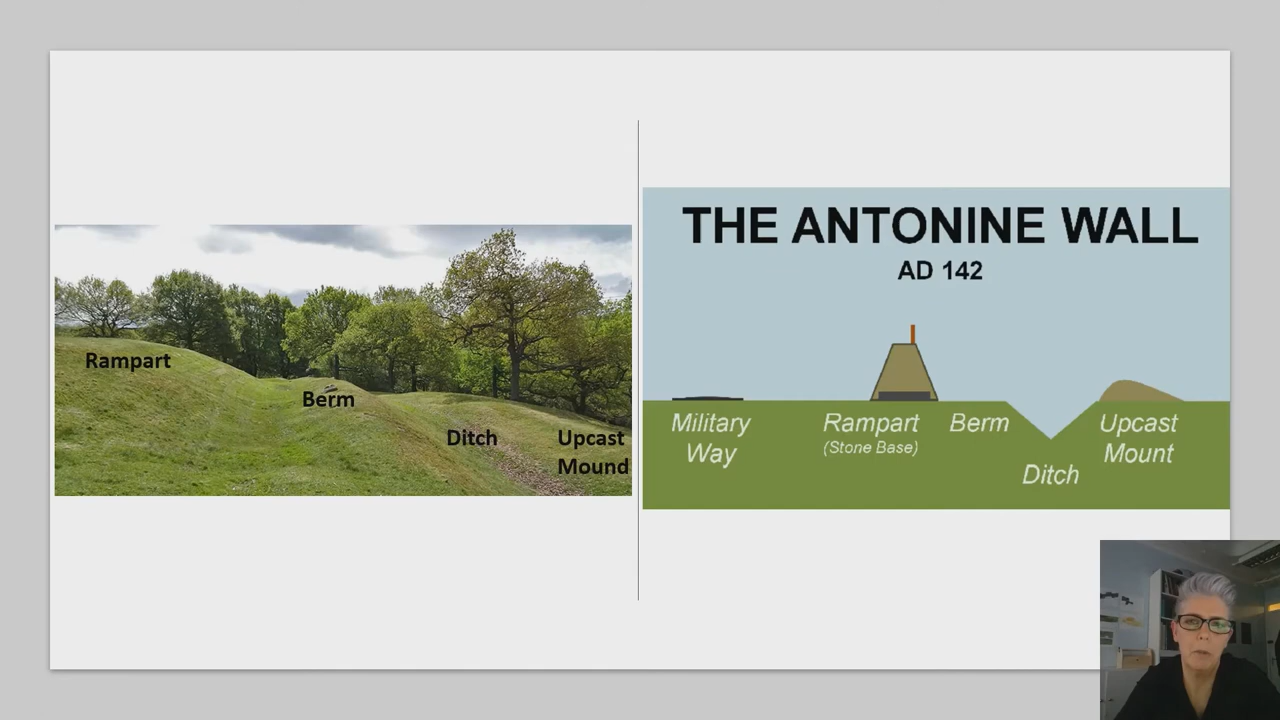 Rampart
Berm
Ditch
Upcast
Mound
THE ANTONINE WALL
AD 142
Military
Way
Rampart
(Stone Base)
Berm
Ditch
Upcast
Mount